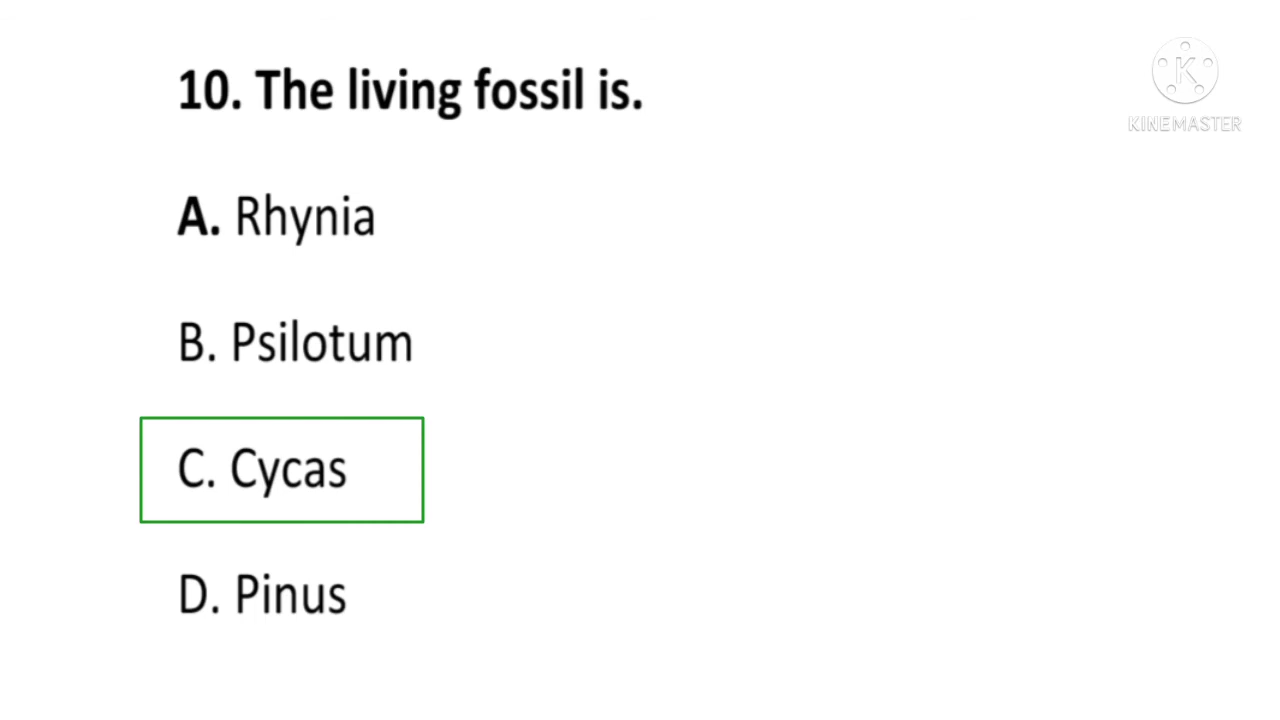 10. The living fossil is.
KINEMASTER
A. Rhynia
B. Psilotum
C. Cycas
D. Pinus